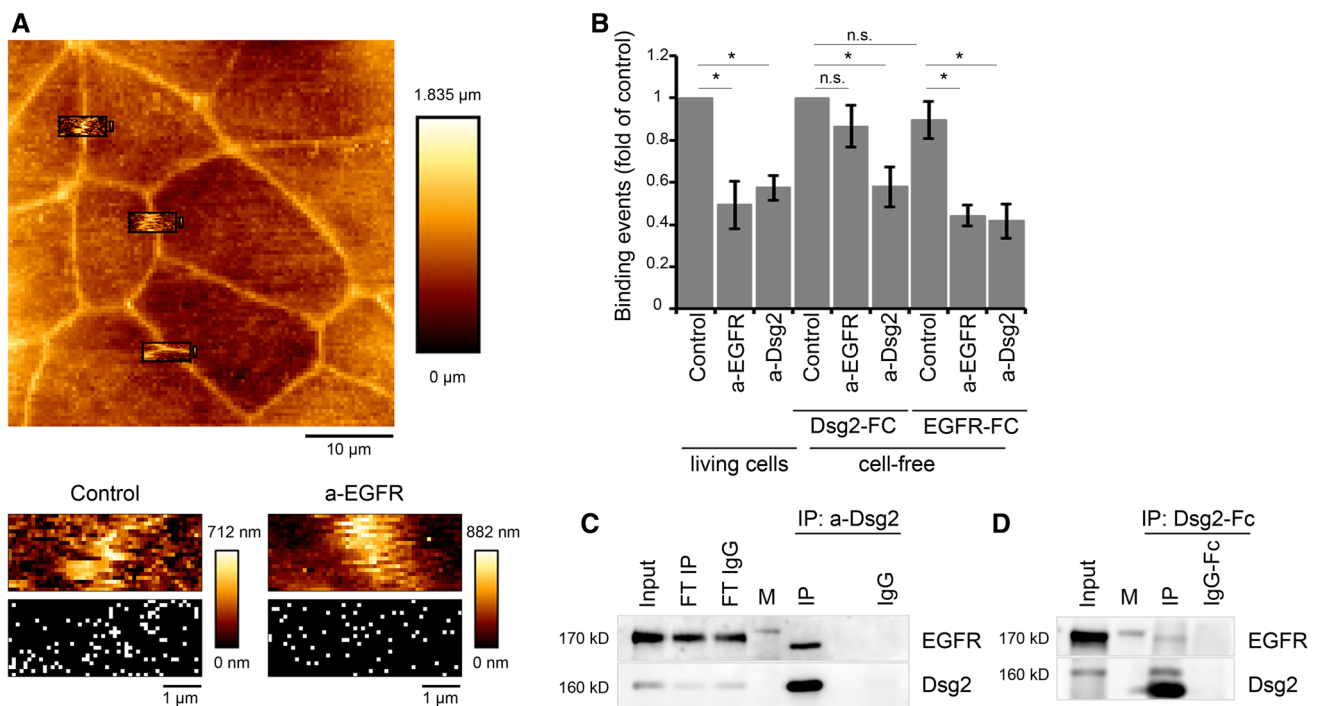 A
1.835 µm
0 µm
10 µm
Control
a-EGFR
712 nm
0 nm
882 nm
0 nm
1 µm
1 µm
B
Binding events (fold of control)
1.2
1
0.8
0.6
0.4
0.2
0
*
*
n.s.
*
n.s.
*
*
Control
a-EGFR
a-Dsg2
Control
a-EGFR
a-Dsg2
Control
a-EGFR
a-Dsg2
Dsg2-FC
EGFR-FC
living cells
cell-free
C
IP: a-Dsg2
Input
FT IP
FT IgG
M
IP
IgG
170 kD
EGFR
160 kD
Dsg2
D
IP: Dsg2-Fc
Input
M
IP
IgG-Fc
170 kD
EGFR
160 kD
Dsg2